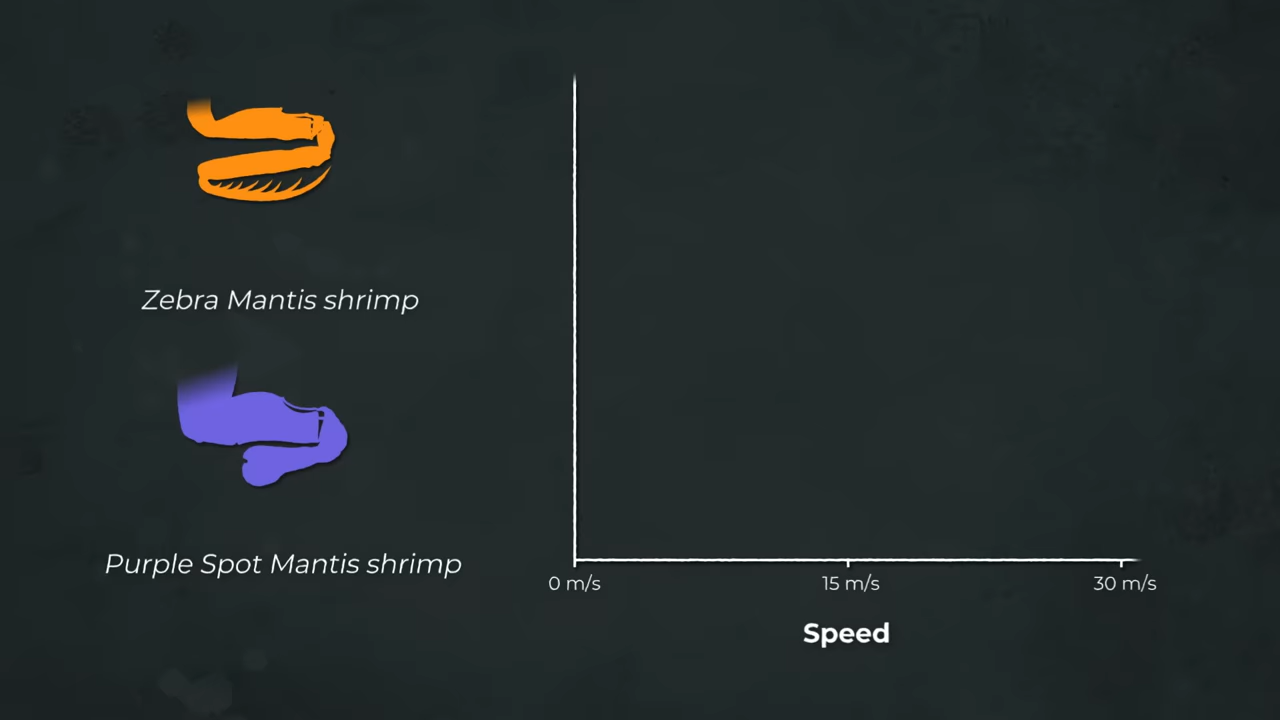 Zebra Mantis shrimp
Purple Spot Mantis shrimp
0 m/s
15 m/s
30 m/s
Speed